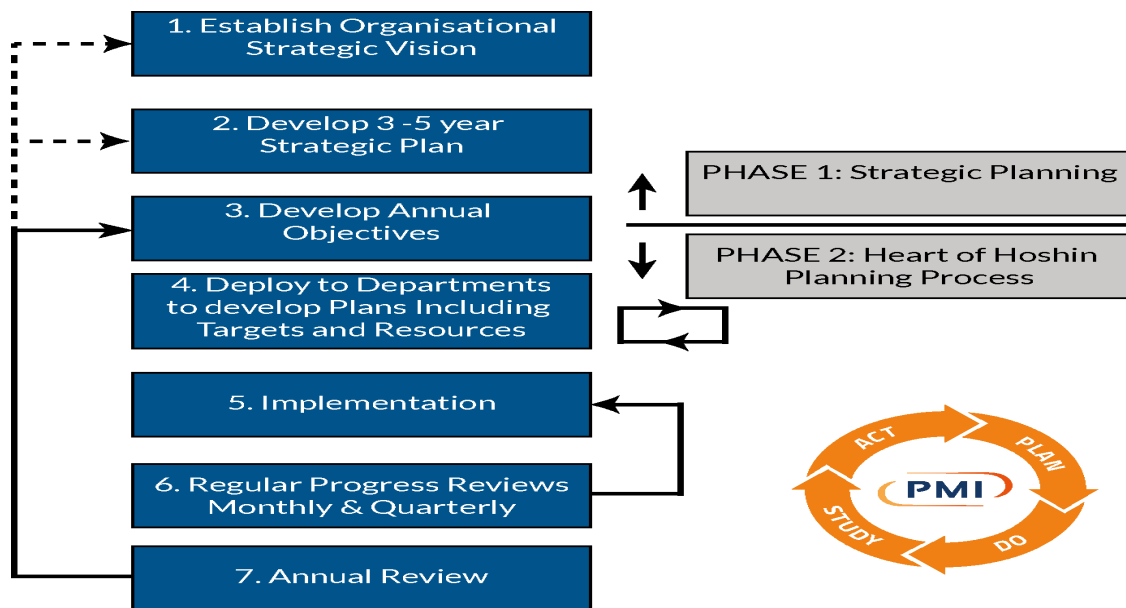 1. Establish Organisational
Strategic Vision
2. Develop 3 -5 year
Strategic Plan
PHASE 1: Strategic Planning
3. Develop Annual
Objectives
PHASE 2: Heart of Hoshin
Planning Process
4. Deploy to Departments
to develop Plans Including
Targets and Resources
5. Implementation
6. Regular Progress Reviews
Monthly & Quarterly
7. Annual Review
ACT
PLAN
PMI
STUDY
DO